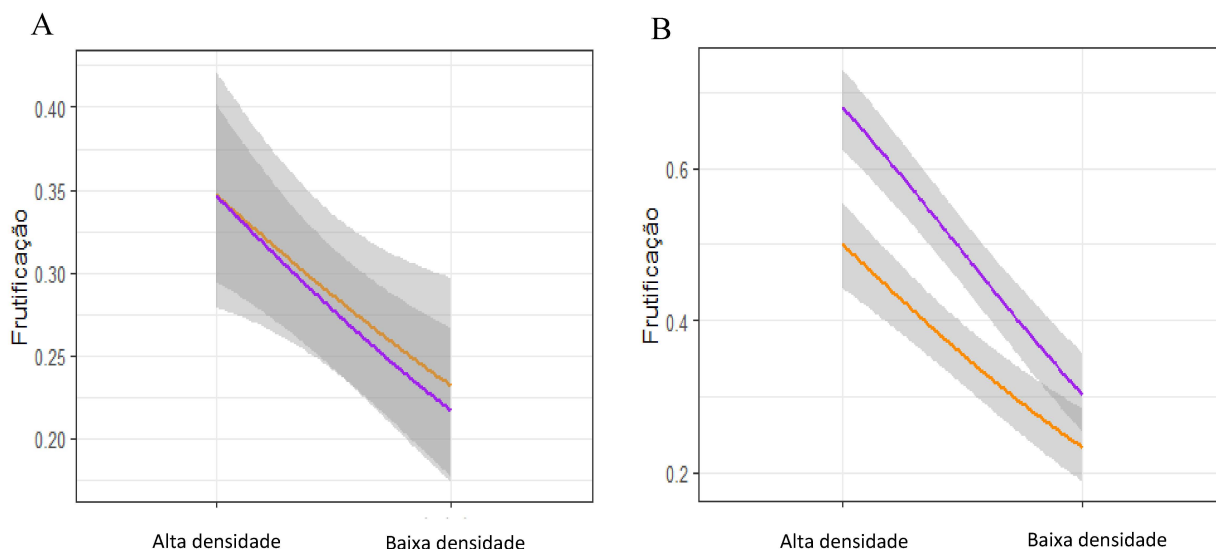 A
0.40
0.35
0.30
0.25
0.20
Frutificação
Alta densidade
Baixa densidade
B
0.6
0.4
0.2
Frutificação
Alta densidade
Baixa densidade